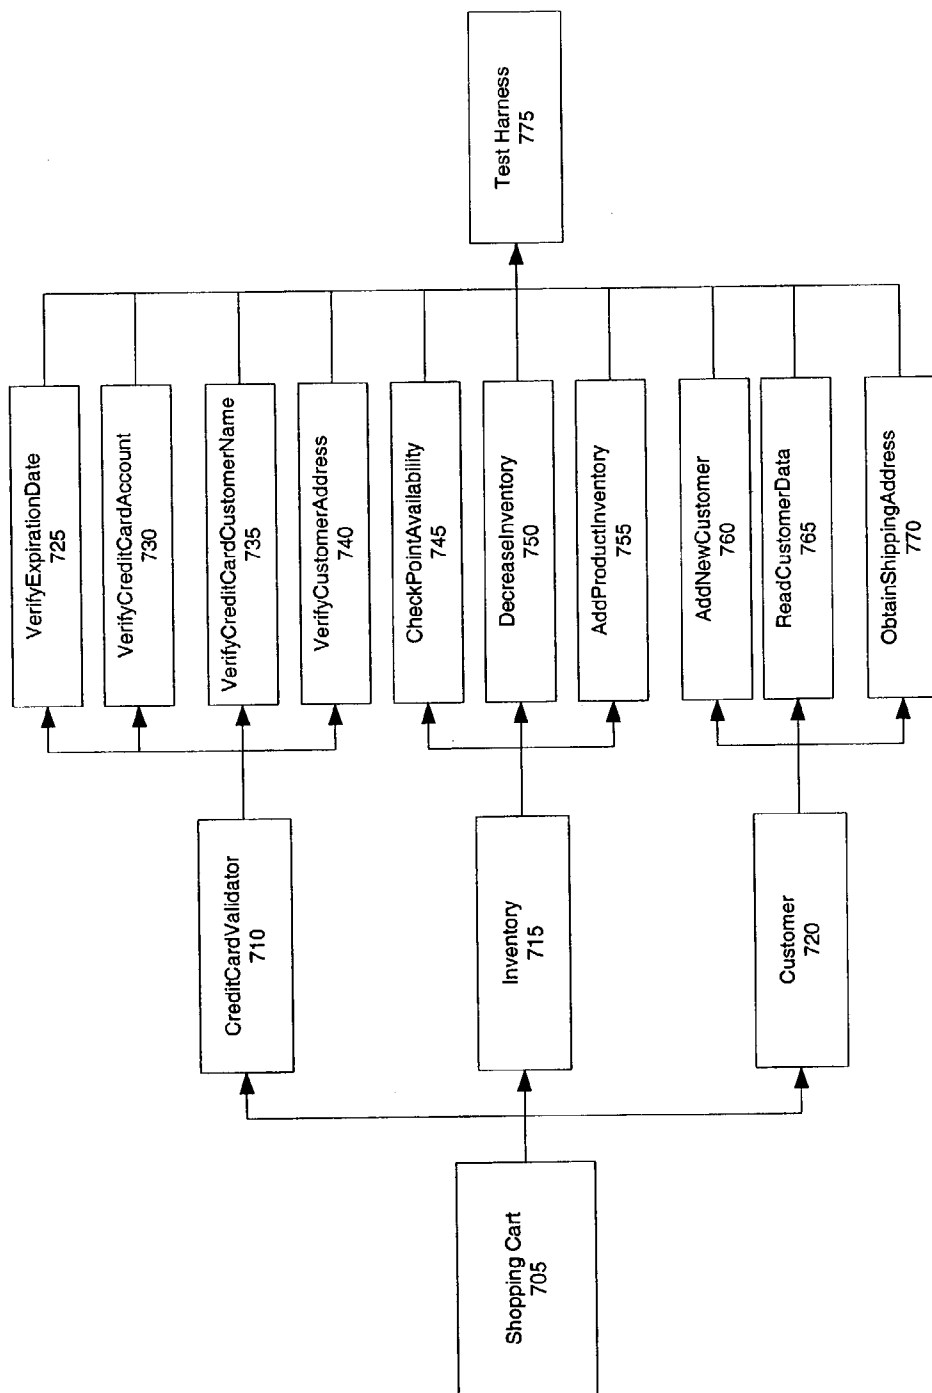 Shopping Cart
705
CreditCardValidator
710
Inventory
715
Customer
720
VerifyExpirationDate
725
VerifyCreditCardAccount
730
VerifyCreditCardCustomerName
735
VerifyCustomerAddress
740
CheckPointAvailability
745
DecreaseInventory
750
AddProductInventory
755
AddNewCustomer
760
ReadCustomerData
765
ObtainShippingAddress
770
Test Harness
775